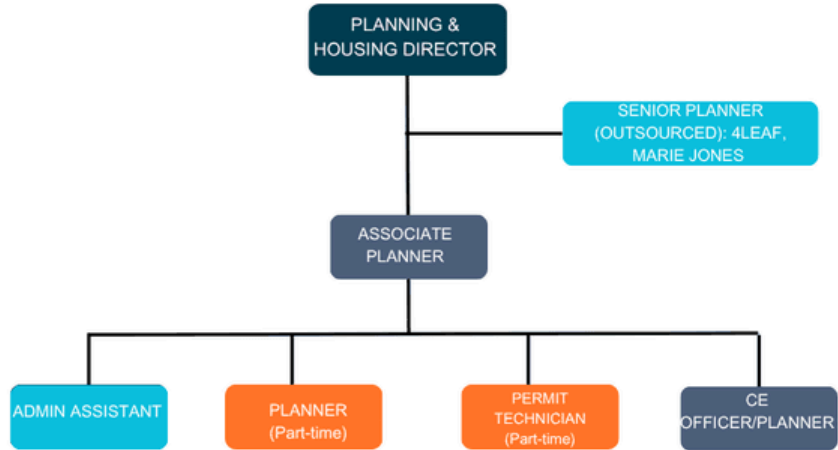 PLANNING &
HOUSING DIRECTOR
SENIOR PLANNER
(OUTSOURCED): 4LEAF,
MARIE JONES
ASSOCIATE
PLANNER
ADMIN ASSISTANT
PLANNER
(Part-time)
PERMIT
TECHNICIAN
(Part-time)
CE
OFFICER/PLANNER